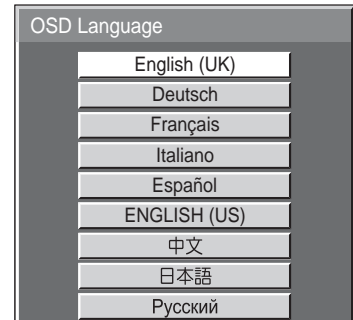 OSD Language
English (UK)
Deutsch
Français
Italiano
Español
ENGLISH (US)
中文
日本語
Русский